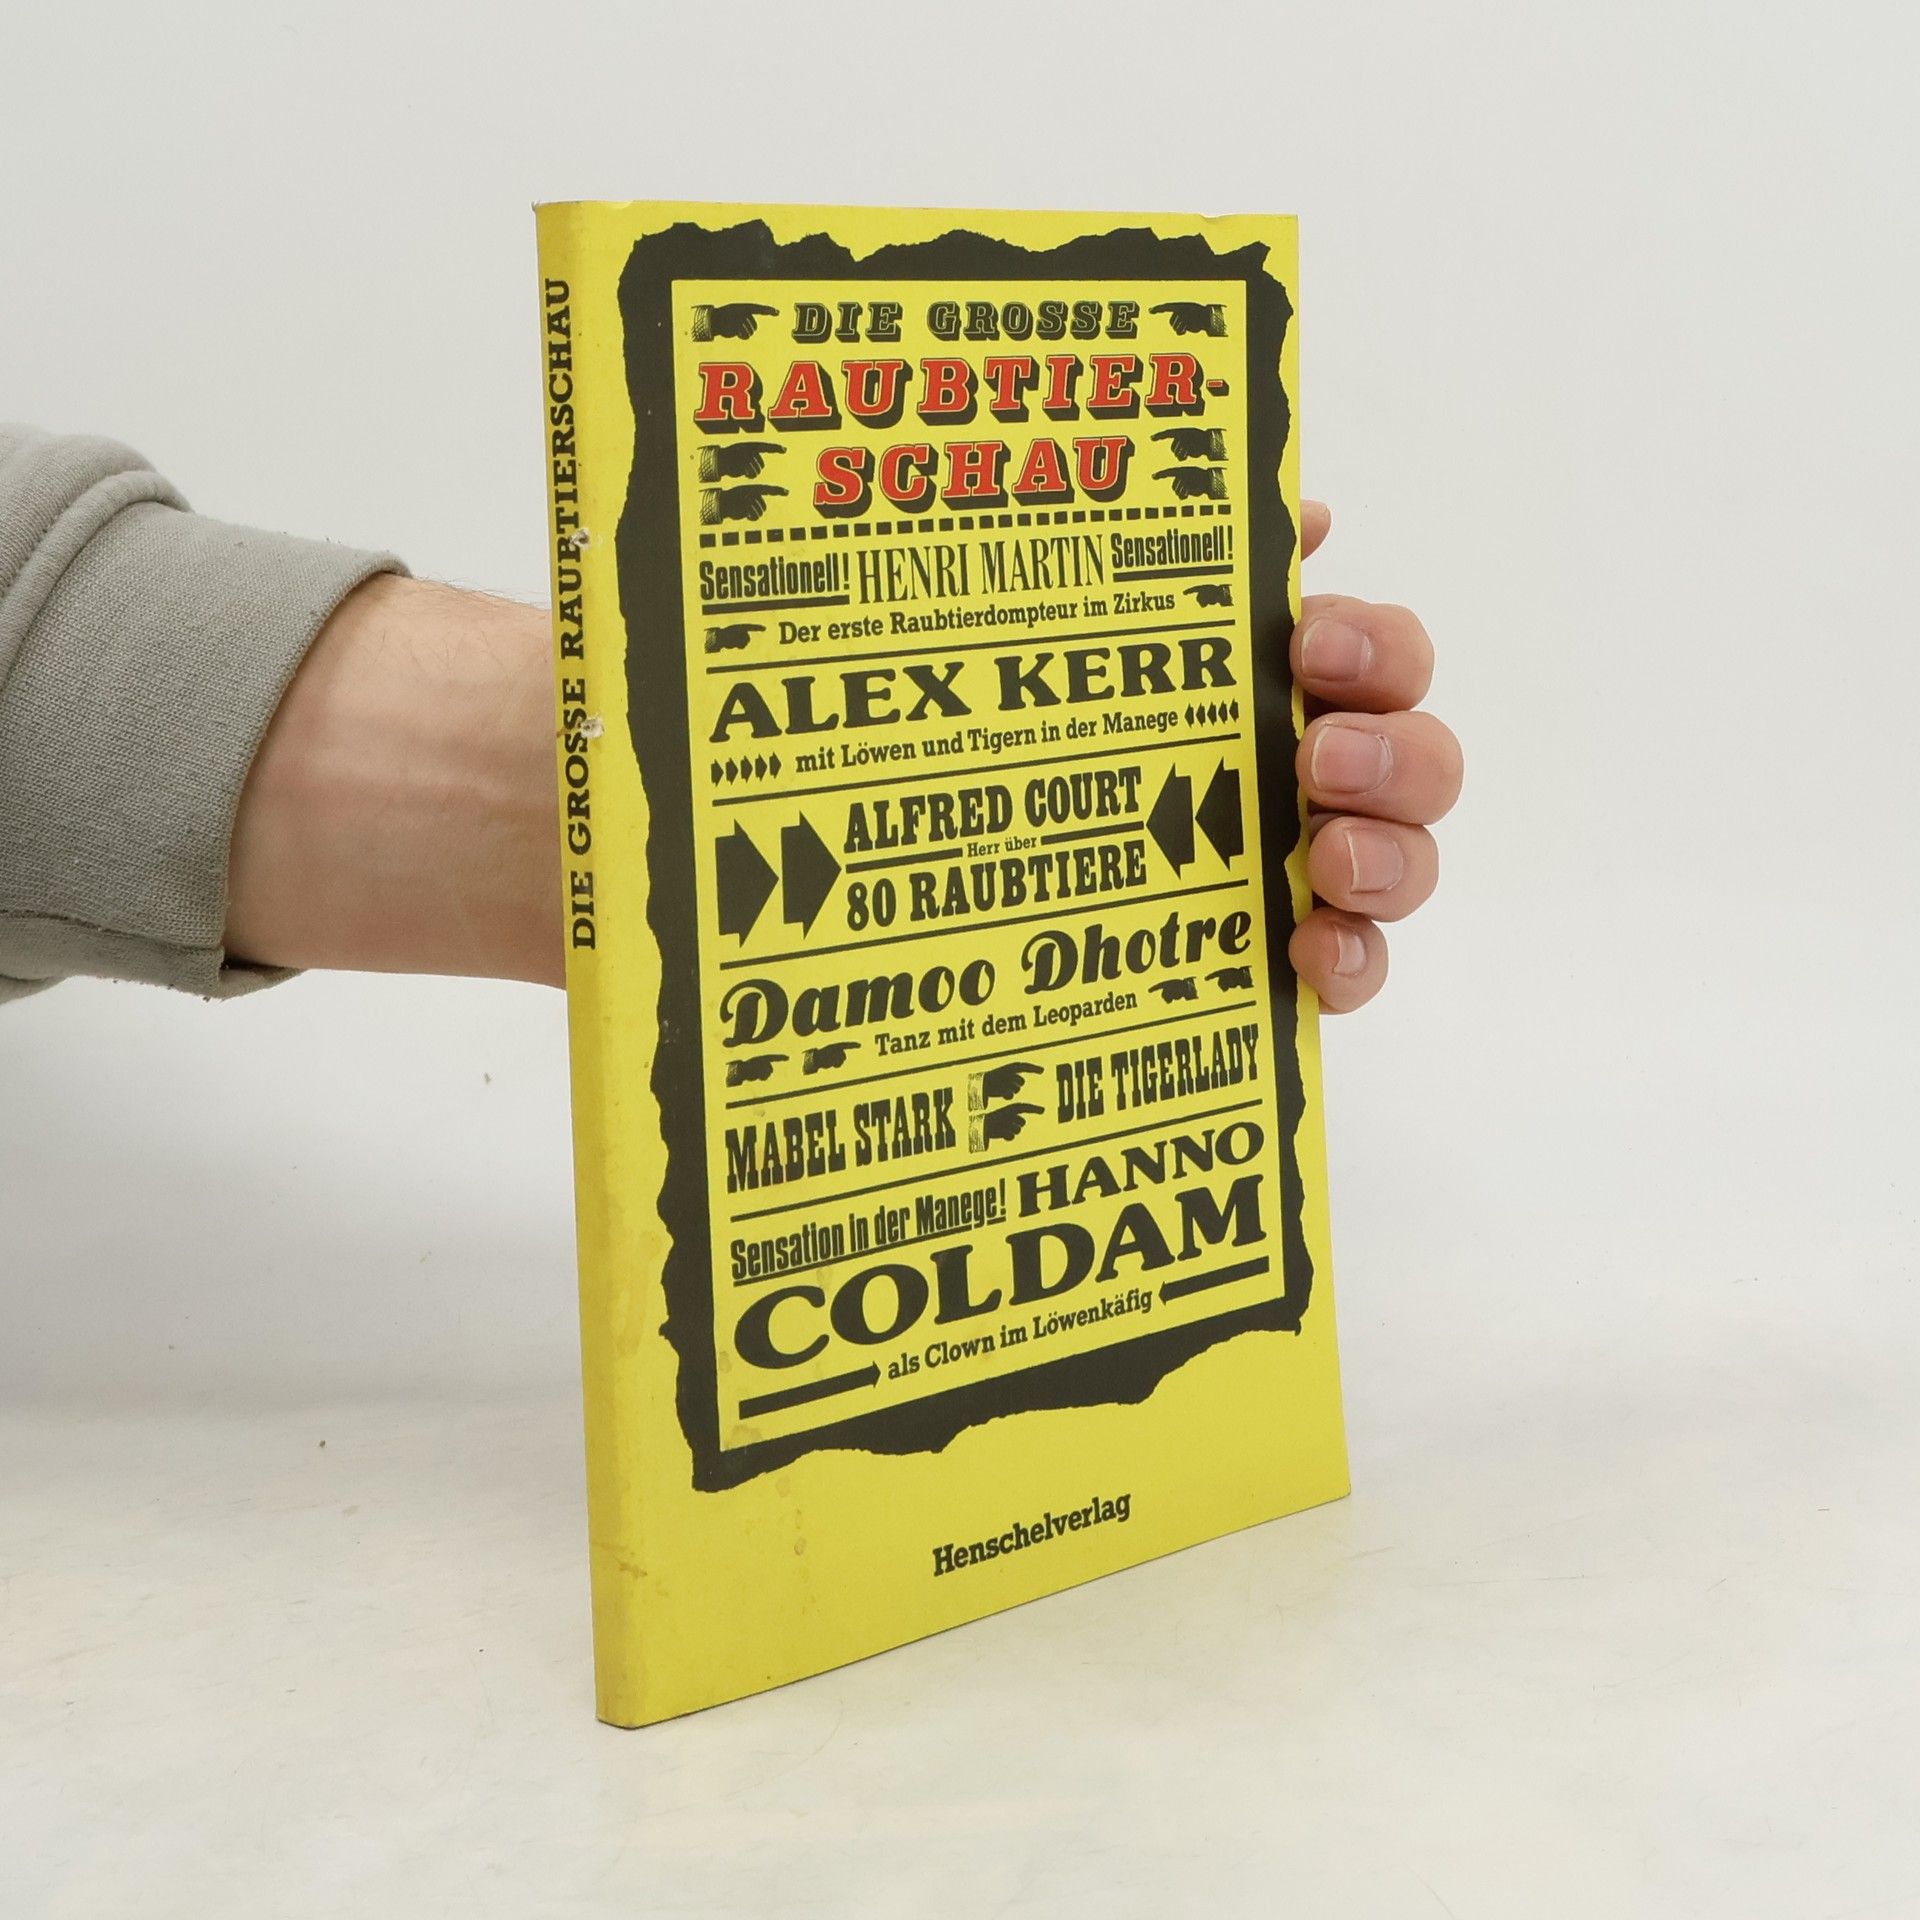 DIE GROSSE RAUBTIERSCHAU
DIE GROSSE
RAUBTIER-
SCHAU
Sensationell! HENRI MARTIN Sensationell!
Der erste Raubtierdompteur im Zirkus
ALEX KERR
mit Löwen und Tigern in der Manege
ALFRED COURT
Herr über
80 RAUBTIERE
Damoo Dhotre
Tanz mit dem Leoparden
MABEL STARK DIE TIGERLADY
Sensation in der Manege! HANNO
COLDAM
als Clown im Löwenkäfig
Henschelverlag